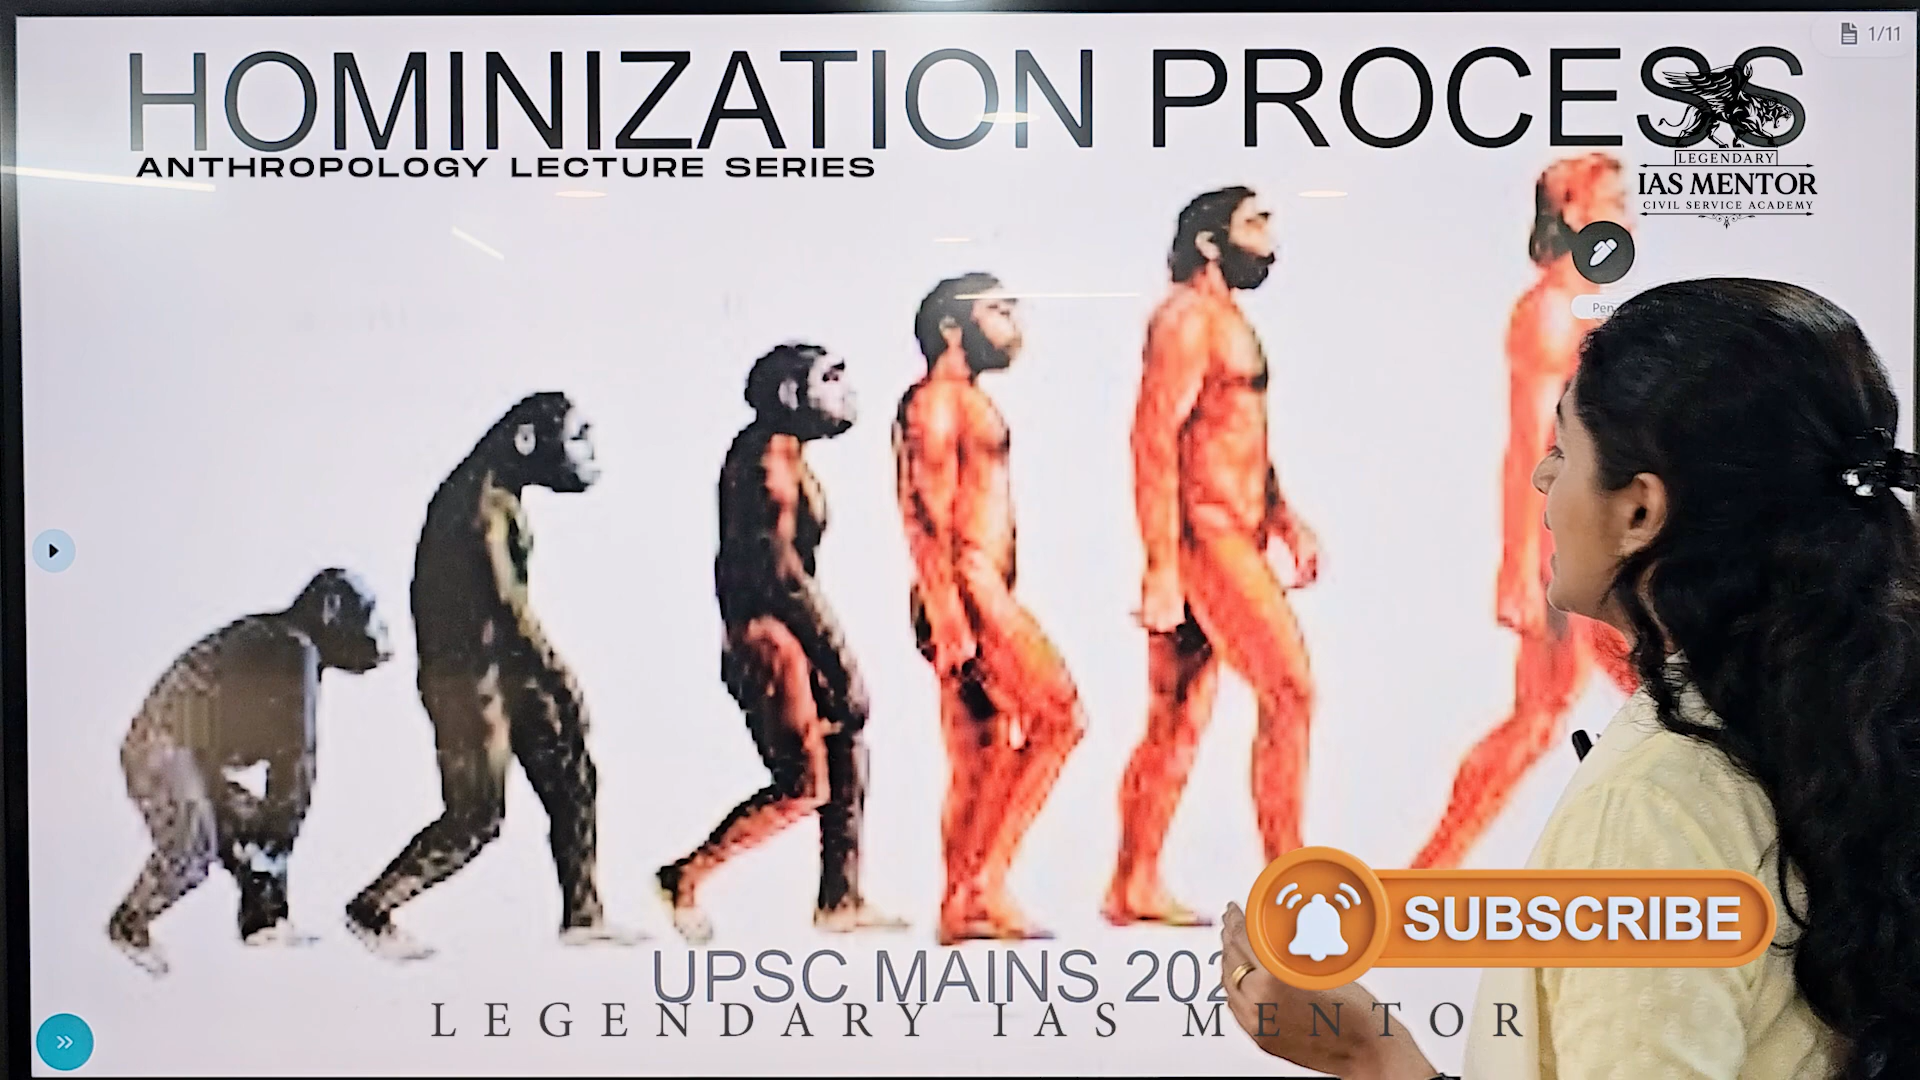 HOMINIZATION PROCESS
1/11
ANTHROPOLOGY LECTURE SERIES
LEGENDARY
IAS MENTOR
CIVIL SERVICE ACADEMY
Pen
SUBSCRIBE
UPSC MAINS 202
LEGENDARY IAS MENTOR